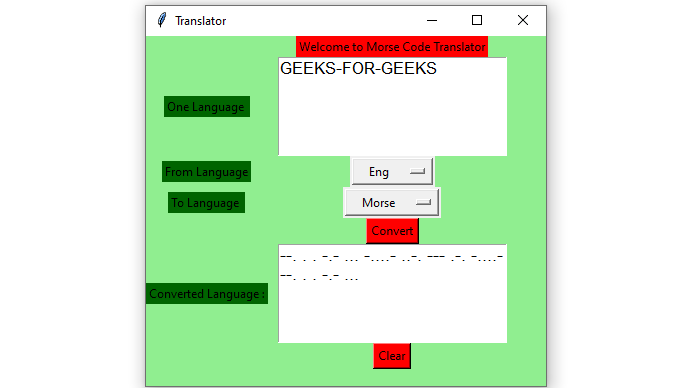 Translator
Welcome to Morse Code Translator
GEEKS-FOR-GEEKS
One Language
From Language
Eng
To Language
Morse
Convert
--. . . -.- ... -....- ..-. --- .-. -....-
--. . . -.- ...
Converted Language :
Clear